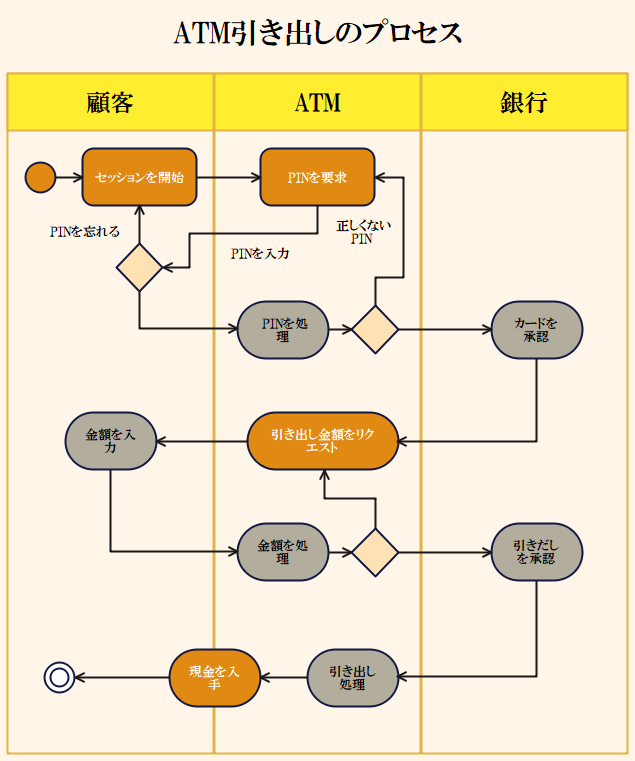 ATM引き出しのプロセス
顧客
ATM
銀行
セッションを開始
PINを要求
PINを忘れる
PINを入力
正しくない
PIN
PINを処
理
カードを
承認
金額を入
力
引き出し金額をリク
エスト
金額を処
理
引きだし
を承認
現金を入
手
引き出し
処理